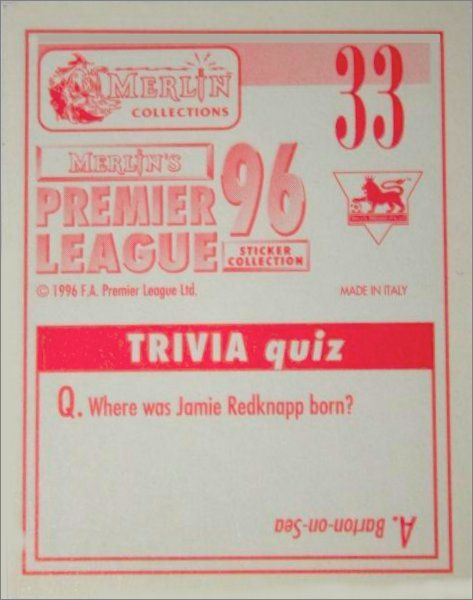 MERLIN
COLLECTIONS
33
MERLIN'S
PREMIER
LEAGUE
96
STICKER
COLLECTION
© 1996 F.A. Premier League Ltd.
MADE IN ITALY
TRIVIA quiz
Q. Where was Jamie Redknapp born?
A. Barton-on-Sea